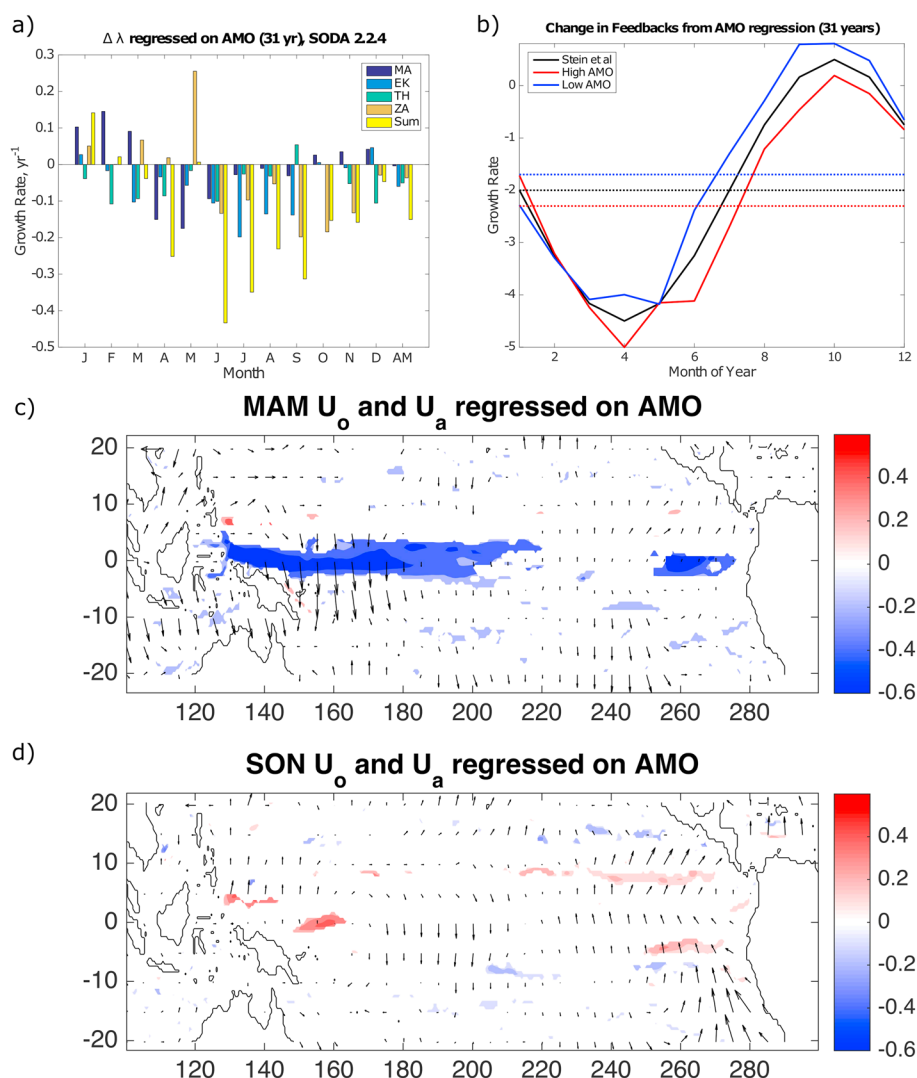 a)
Δ λ regressed on AMO (31 yr), SODA 2.2.4
0.3
0.2
0.1
0
-0.1
-0.2
-0.3
-0.4
-0.5
Growth Rate, yr-1
MA
EK
TH
ZA
Sum
J F M A M J J A S O N D AM
Month
b)
Change in Feedbacks from AMO regression (31 years)
Stein et al
High AMO
Low AMO
0
-1
-2
-3
-4
-5
Growth Rate
2 4 6 8 10 12
Month of Year
c)
MAM Uo and Ua regressed on AMO
20
10
0
-10
-20
120 140 160 180 200 220 240 260 280
0.4
0.2
0
-0.2
-0.4
-0.6
d)
SON Uo and Ua regressed on AMO
20
10
0
-10
-20
120 140 160 180 200 220 240 260 280
0.4
0.2
0
-0.2
-0.4
-0.6